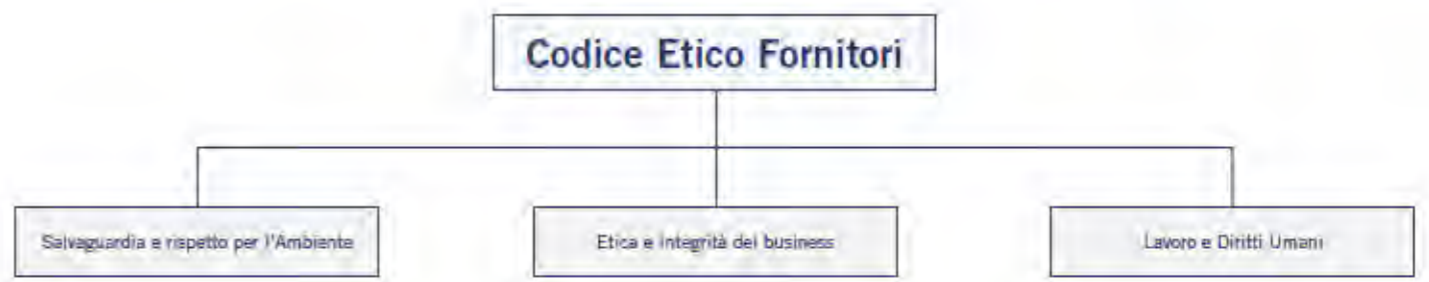 Codice Etico Fornitori
Salvaguardia e rispetto per l'Ambiente
Etica e integrità del business
Lavoro e Diritti Umani